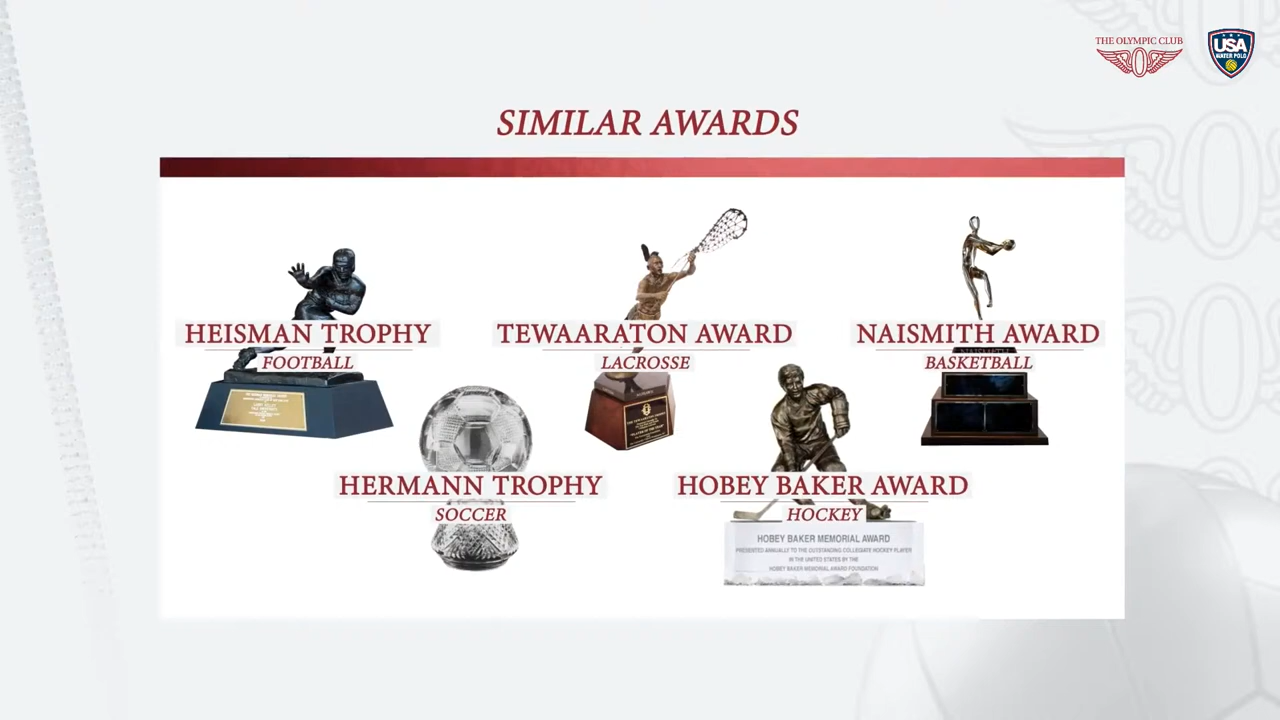 THE OLYMPIC CLUB
USA
WATER POLO
SIMILAR AWARDS
HEISMAN TROPHY
FOOTBALL
TEWAARATON AWARD
LACROSSE
NAISMITH AWARD
BASKETBALL
HERMANN TROPHY
SOCCER
HOBEY BAKER AWARD
HOCKEY
HOBEY BAKER MEMORIAL AWARD
PRESENTED ANNUALLY TO THE OUTSTANDING COLLEGIATE HOCKEY PLAYER
IN THE UNITED STATES BY THE
HOBEY BAKER MEMORIAL AWARD FOUNDATION